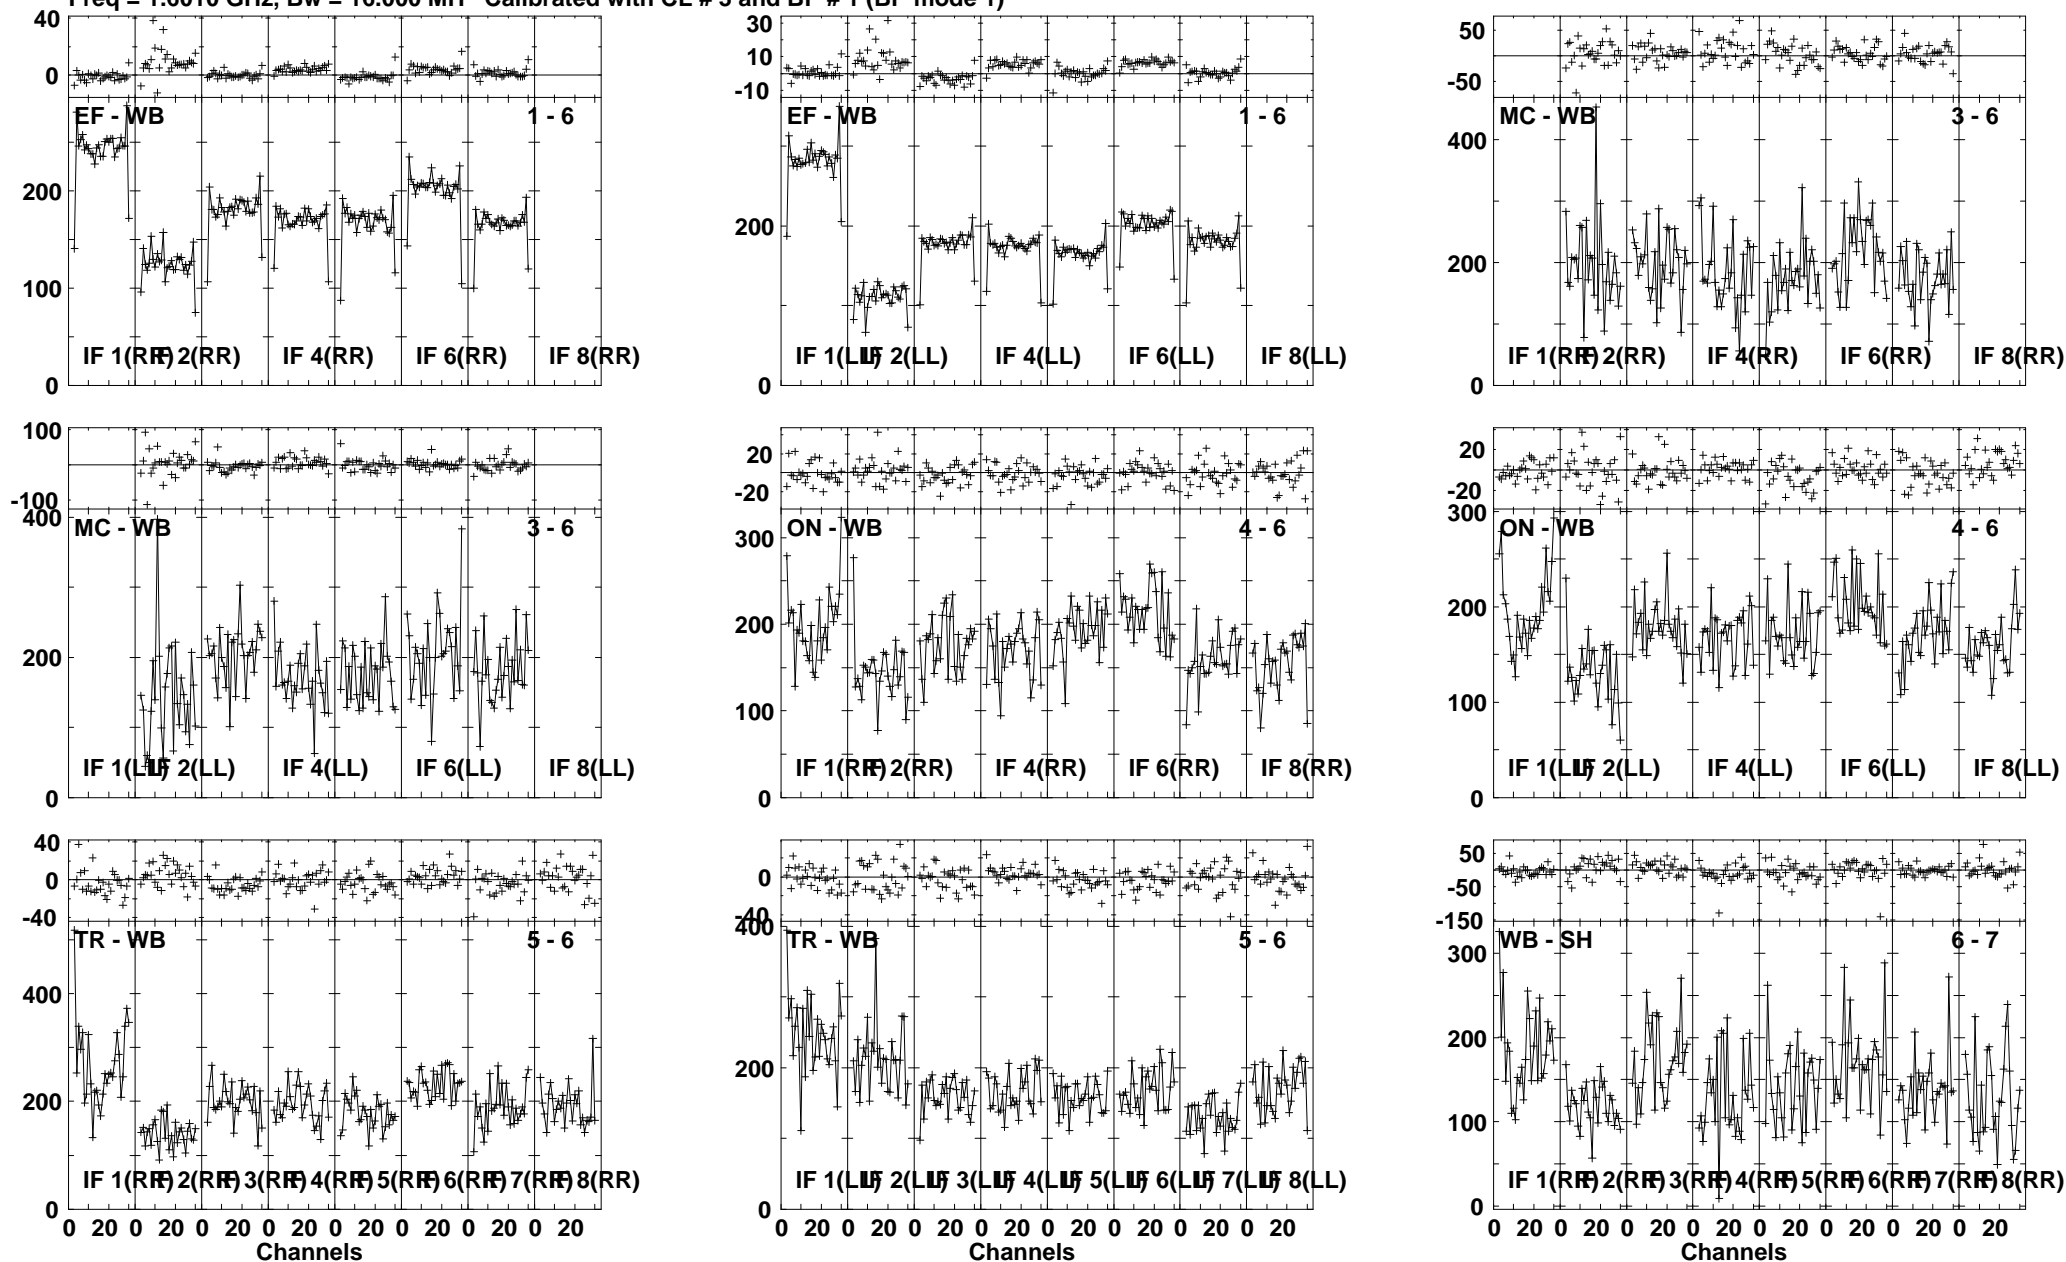 Calibrated with CL # 3 and BP # 1 (BP mode 1)
40
0
EF - WB 1 - 6
200
100
0
IF 1(RR) IF 2(RR) IF 4(RR) IF 6(RR) IF 8(RR)
30
10
-10
EF - WB 1 - 6
200
0
IF 1(LL) IF 2(LL) IF 4(LL) IF 6(LL) IF 8(LL)
50
-50
MC - WB 3 - 6
400
200
0
IF 1(RR) IF 2(RR) IF 4(RR) IF 6(RR) IF 8(RR)
100
-100
400
MC - WB 3 - 6
200
0
IF 1(LL) IF 2(LL) IF 4(LL) IF 6(LL) IF 8(LL)
20
-20
ON - WB 4 - 6
300
200
100
0
IF 1(RR) IF 2(RR) IF 4(RR) IF 6(RR) IF 8(RR)
20
-20
300
ON - WB 4 - 6
200
100
0
IF 1(LL) IF 2(LL) IF 4(LL) IF 6(LL) IF 8(LL)
40
0
-40
TR - WB 5 - 6
400
200
0
IF 1(RR) IF 2(RR) IF 3(RR) IF 4(RR) IF 5(RR) IF 6(RR) IF 7(RR) IF 8(RR)
0 20 0 20 0 20 0 20 0 20 0 20 0 20 0 20
Channels
0
-40
400
TR - WB 5 - 6
200
0
IF 1(LL) IF 2(LL) IF 3(LL) IF 4(LL) IF 5(LL) IF 6(LL) IF 7(LL) IF 8(LL)
0 20 0 20 0 20 0 20 0 20 0 20 0 20 0 20
Channels
50
-50
-150
WB - SH 6 - 7
300
200
100
0
IF 1(RR) IF 2(RR) IF 3(RR) IF 4(RR) IF 5(RR) IF 6(RR) IF 7(RR) IF 8(RR)
0 20 0 20 0 20 0 20 0 20 0 20 0 20 0 20
Channels